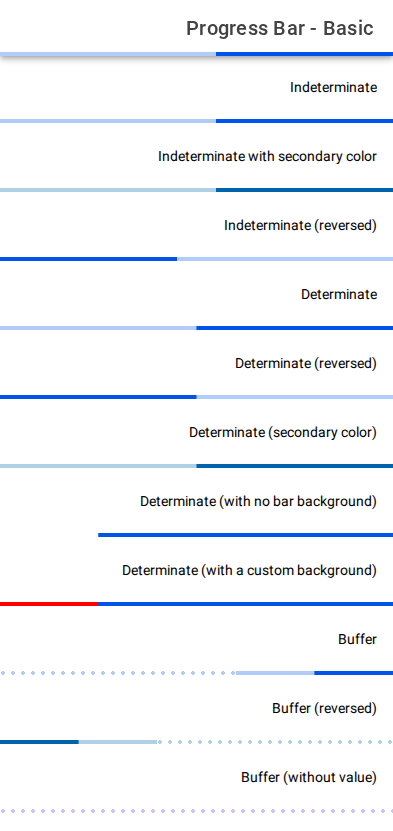 Progress Bar - Basic
Indeterminate
Indeterminate with secondary color
Indeterminate (reversed)
Determinate
Determinate (reversed)
Determinate (secondary color)
Determinate (with no bar background)
Determinate (with a custom background)
Buffer
Buffer (reversed)
Buffer (without value)